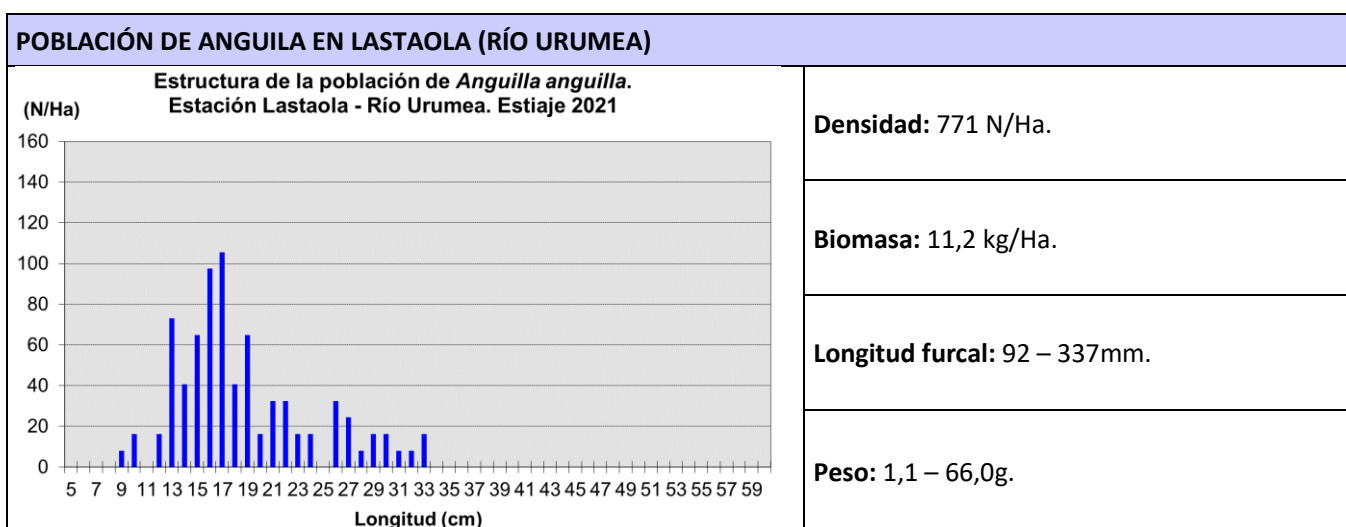 POBLACIÓN DE ANGUILA EN LASTAOLA (RÍO URUMEA)
Estructura de la población de Anguilla anguilla.
(N/Ha) Estación Lastaola - Río Urumea. Estiaje 2021
160
140
120
100
80
60
40
20
0
5 7 9 11 13 15 17 19 21 23 25 27 29 31 33 35 37 39 41 43 45 47 49 51 53 55 57 59
Longitud (cm)
Densidad: 771 N/Ha.
Biomasa: 11,2 kg/Ha.
Longitud furcal: 92 – 337mm.
Peso: 1,1 – 66,0g.